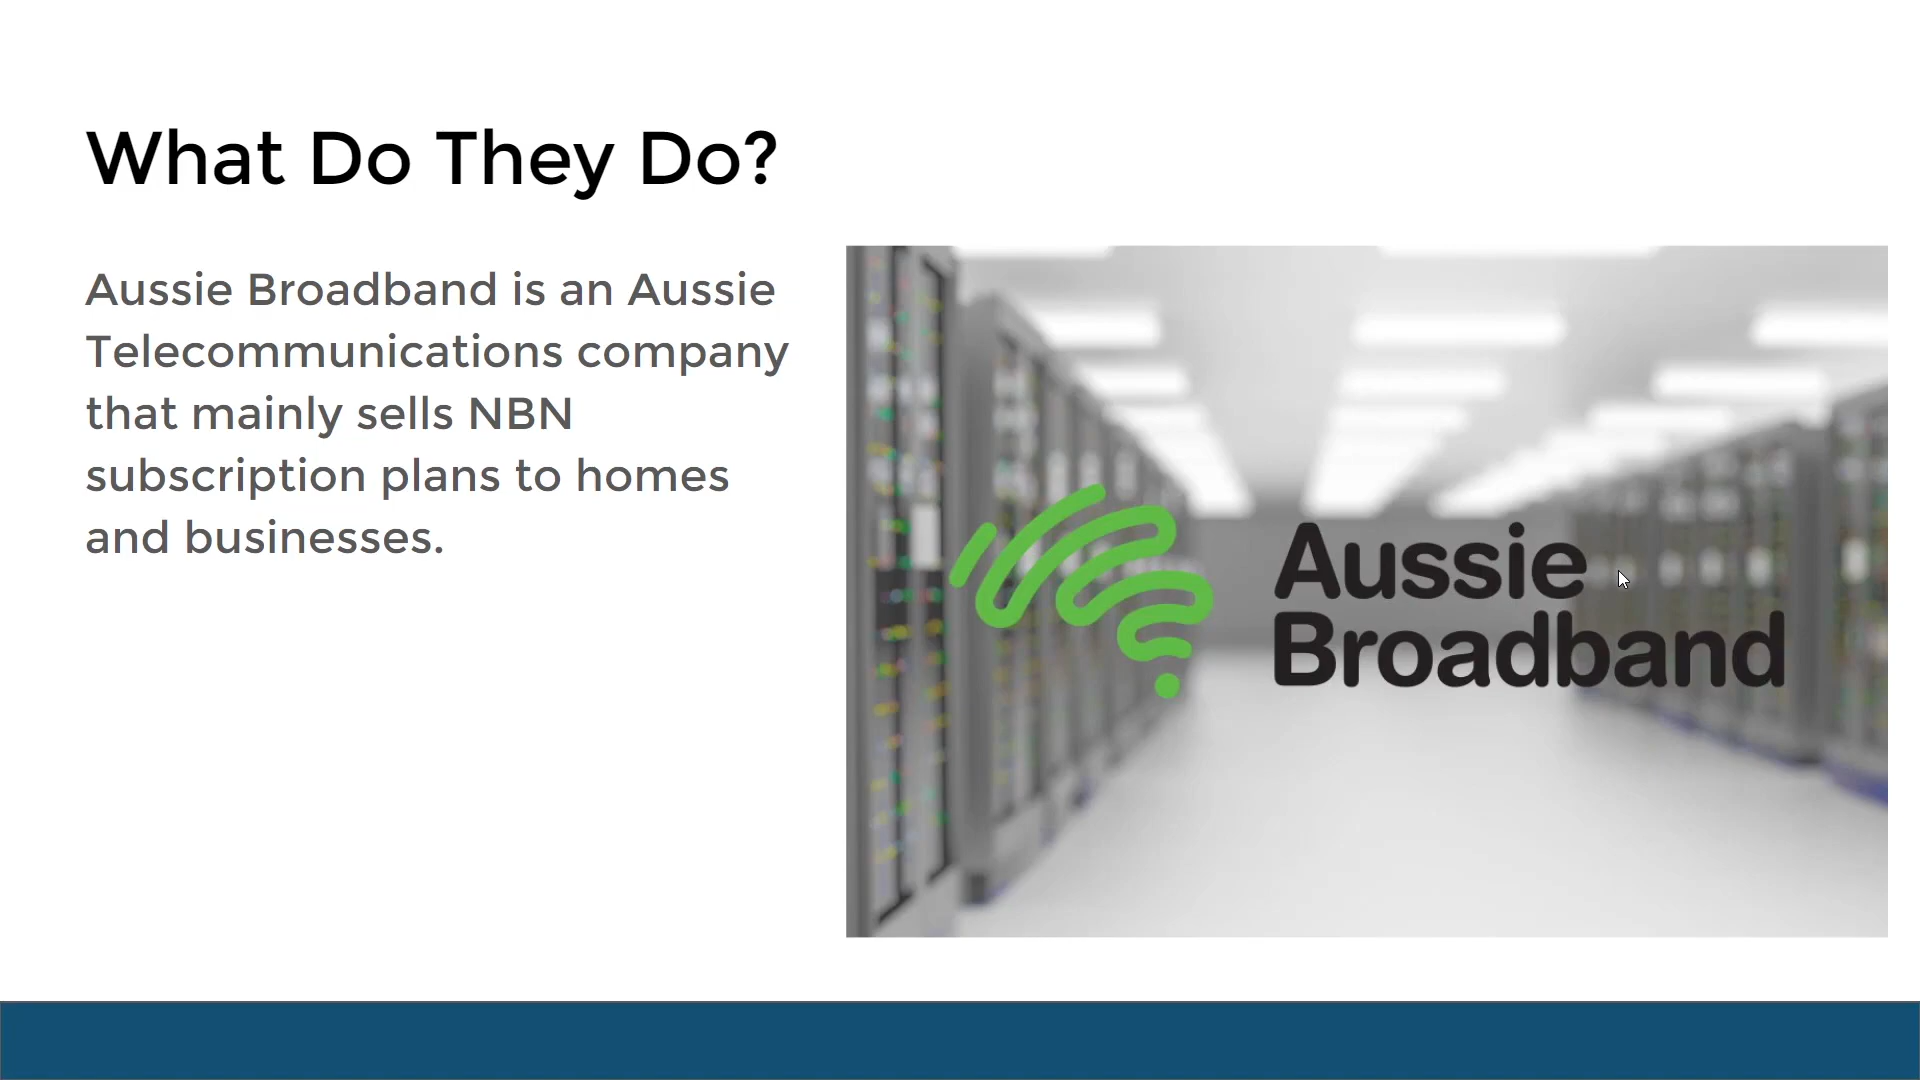 What Do They Do?
Aussie Broadband is an Aussie
Telecommunications company
that mainly sells NBN
subscription plans to homes
and businesses.
Aussie
Broadband